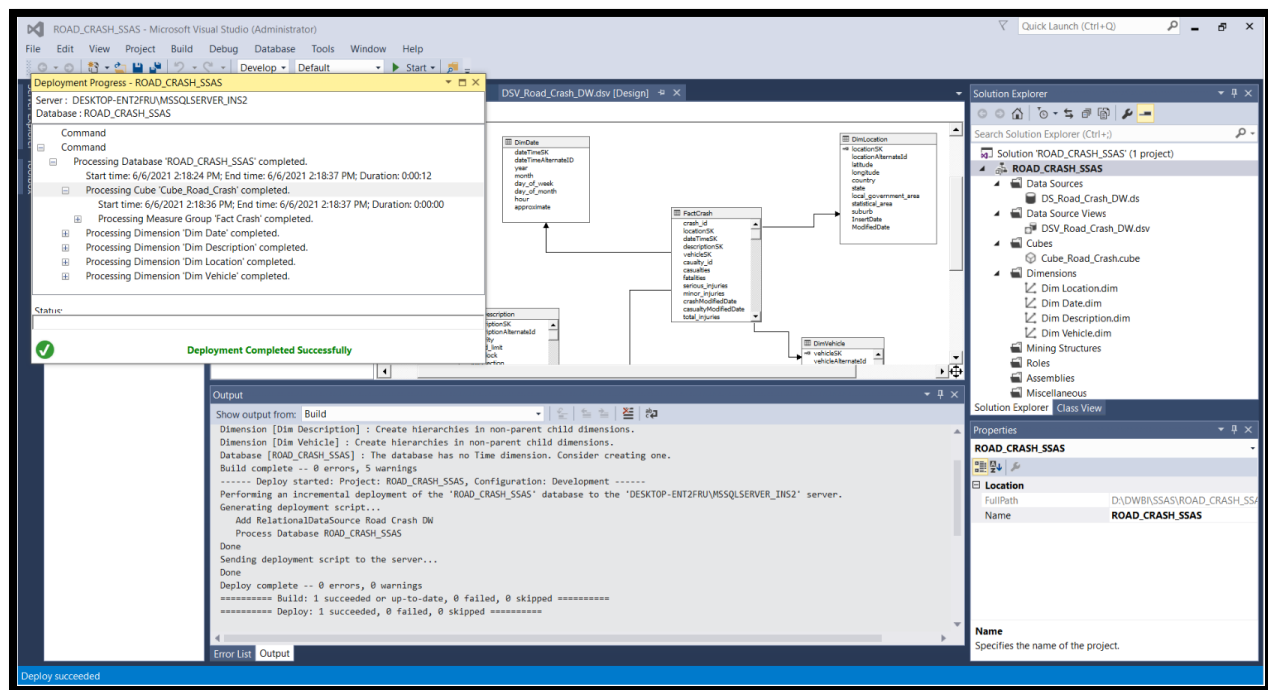 ROAD_CRASH_SSAS - Microsoft Visual Studio (Administrator)
Quick Launch (Ctrl+Q)
File Edit View Project Build Debug Database Tools Window Help
Develop Default Start
Deployment Progress - ROAD_CRASH_SSAS
Server : DESKTOP-ENT2FRU\MSSQLSERVER_INS2
Database : ROAD_CRASH_SSAS
Command
Command
Processing Database 'ROAD_CRASH_SSAS' completed.
Start time: 6/6/2021 2:18:24 PM; End time: 6/6/2021 2:18:37 PM; Duration: 0:00:12
Processing Cube 'Cube_Road_Crash' completed.
Start time: 6/6/2021 2:18:36 PM; End time: 6/6/2021 2:18:37 PM; Duration: 0:00:00
Processing Measure Group 'Fact Crash' completed.
Processing Dimension 'Dim Date' completed.
Processing Dimension 'Dim Description' completed.
Processing Dimension 'Dim Location' completed.
Processing Dimension 'Dim Vehicle' completed.
Status:
Deployment Completed Successfully
DSV_Road_Crash_DW.dsv [Design]
DimDate
dateTimeSK
dateTimeAlternateID
year
month
day_of_week
day_of_month
hour
approximate
DimLocation
locationSK
locationAlternateId
latitude
longitude
country
state
local_government_area
statistical_area
suburb
InsertDate
ModifiedDate
FactCrash
crash_id
locationSK
dateTimeSK
descriptionSK
vehicleSK
caualty_id
casualties
fatalities
serious_injuries
minor_injuries
crashModifiedDate
casualtyModifiedDate
total_injuries
escription
iptionSK
iptionAlternateId
ity
d_limit
lock
ection
DimVehicle
vehicleSK
vehicleAlternateId
Output
Show output from: Build
Dimension [Dim Description] : Create hierarchies in non-parent child dimensions.
Dimension [Dim Vehicle] : Create hierarchies in non-parent child dimensions.
Database [ROAD_CRASH_SSAS] : The database has no Time dimension. Consider creating one.
Build complete -- 0 errors, 5 warnings
------ Deploy started: Project: ROAD_CRASH_SSAS, Configuration: Development ------
Performing an incremental deployment of the 'ROAD_CRASH_SSAS' database to the 'DESKTOP-ENT2FRU\MSSQLSERVER_INS2' server.
Generating deployment script...
Add RelationalDataSource Road Crash DW
Process Database ROAD_CRASH_SSAS
Done
Sending deployment script to the server...
Done
Deploy complete -- 0 errors, 0 warnings
========== Build: 1 succeeded or up-to-date, 0 failed, 0 skipped ==========
========== Deploy: 1 succeeded, 0 failed, 0 skipped ==========
Error List Output
Solution Explorer
Search Solution Explorer (Ctrl+;)
Solution 'ROAD_CRASH_SSAS' (1 project)
ROAD_CRASH_SSAS
Data Sources
DS_Road_Crash_DW.ds
Data Source Views
DSV_Road_Crash_DW.dsv
Cubes
Cube_Road_Crash.cube
Dimensions
Dim Location.dim
Dim Date.dim
Dim Description.dim
Dim Vehicle.dim
Mining Structures
Roles
Assemblies
Miscellaneous
Solution Explorer Class View
Properties
ROAD_CRASH_SSAS
Location
FullPath D:\DWBI\SSAS\ROAD_CRASH_SSA
Name ROAD_CRASH_SSAS
Name
Specifies the name of the project.
Deploy succeeded